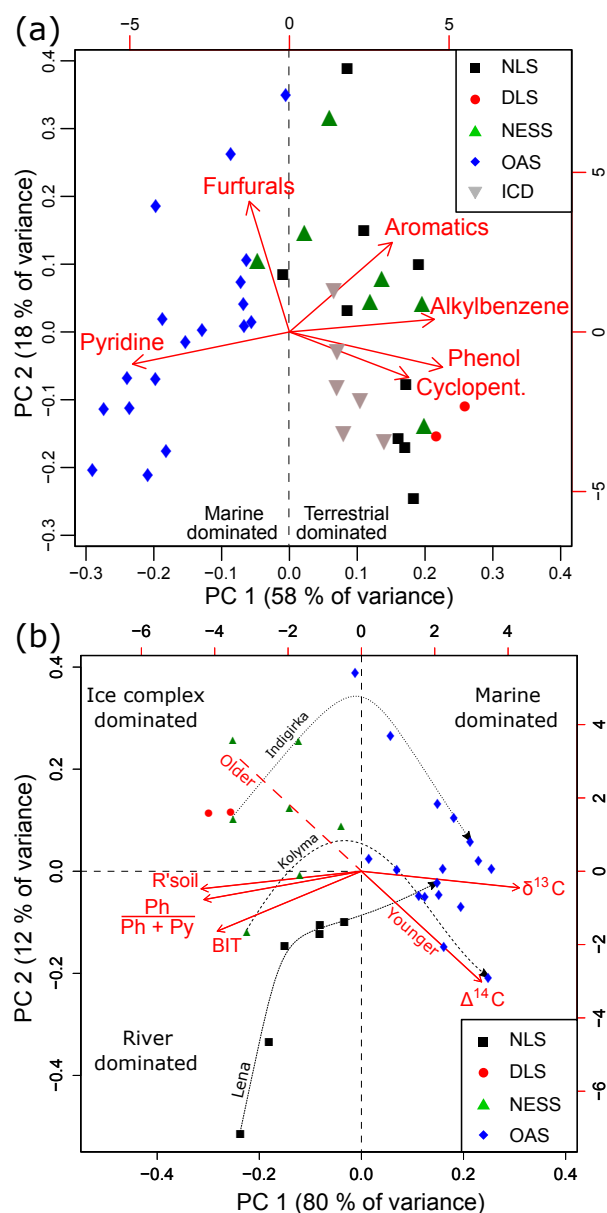 (a)
-5 0 5
NLS
DLS
NESS
OAS
ICD
Furfurals
Aromatics
Alkylbenzene
Pyridine
Phenol
Cyclopent.
Marine
dominated
Terrestrial
dominated
0.4
0.3
0.2
0.1
0.0
−0.1
−0.2
−0.3
PC 2 (18 % of variance)
5
0
-5
−0.3 −0.2 −0.1 0.0 0.1 0.2 0.3 0.4
PC 1 (58 % of variance)
(b)
−6 −4 −2 0 2 4
Ice complex
dominated
Marine
dominated
Indigirka
Older
Kolyma
R'soil
Ph
Ph + Py
BIT
δ13C
Younger
Δ14C
River
dominated
Lena
NLS
DLS
NESS
OAS
0.4
0.2
0.0
−0.2
−0.4
PC 2 (12 % of variance)
4
2
0
−2
−4
−6
−0.4 −0.2 0.0 0.2 0.4
PC 1 (80 % of variance)